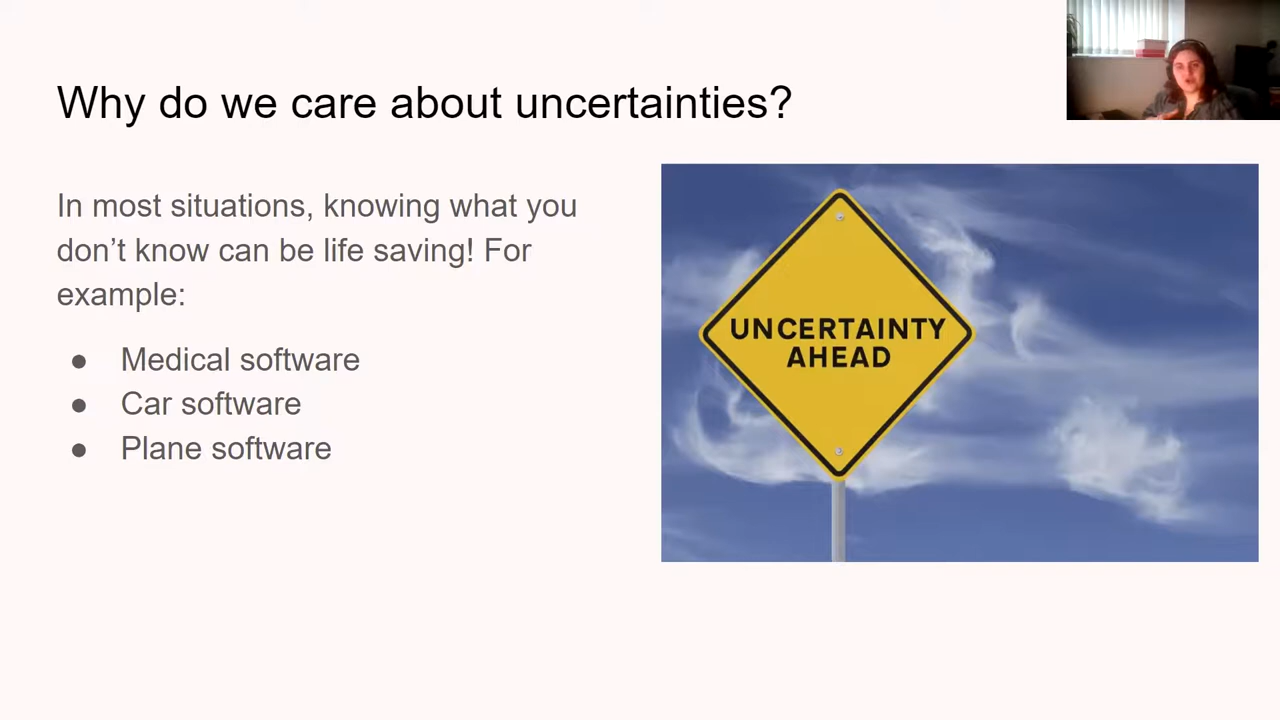 Why do we care about uncertainties?
In most situations, knowing what you
don’t know can be life saving! For
example:
● Medical software
● Car software
● Plane software
UNCERTAINTY
AHEAD